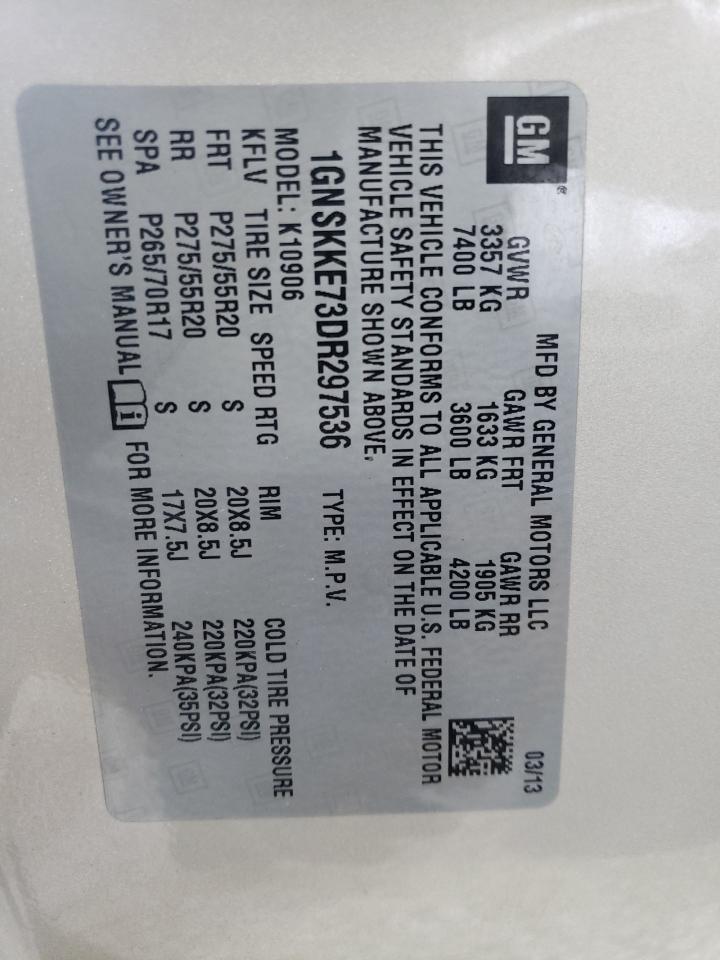 GM®
MFD BY GENERAL MOTORS LLC 03/13
GVWR GAWR FRT GAWR RR
3357 KG 1633 KG 1905 KG
7400 LB 3600 LB 4200 LB
THIS VEHICLE CONFORMS TO ALL APPLICABLE U.S. FEDERAL MOTOR
VEHICLE SAFETY STANDARDS IN EFFECT ON THE DATE OF
MANUFACTURE SHOWN ABOVE.
1GNSKKE73DR297536 TYPE: M.P.V.
MODEL: K10906
KFLV TIRE SIZE SPEED RTG RIM COLD TIRE PRESSURE
FRT P275/55R20 S 20X8.5J 220KPA(32PSI)
RR P275/55R20 S 20X8.5J 220KPA(32PSI)
SPA P265/70R17 S 17X7.5J 240KPA(35PSI)
SEE OWNER'S MANUAL i FOR MORE INFORMATION.